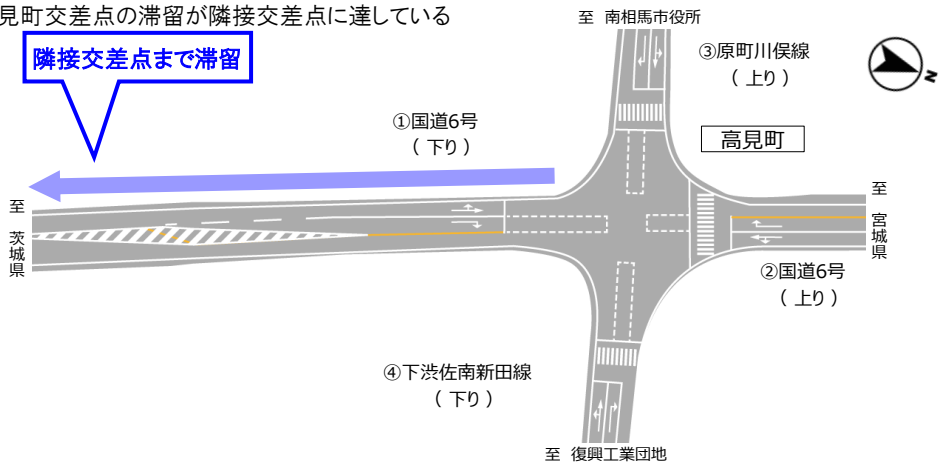 見町交差点の滞留が隣接交差点に達している
隣接交差点まで滞留
至 南相馬市役所
③原町川俣線
（ 上り ）
N
①国道6号
（ 下り ）
高見町
至 茨城県
至 宮城県
②国道6号
（ 上り ）
④下渋佐南新田線
（ 下り ）
至 復興工業団地